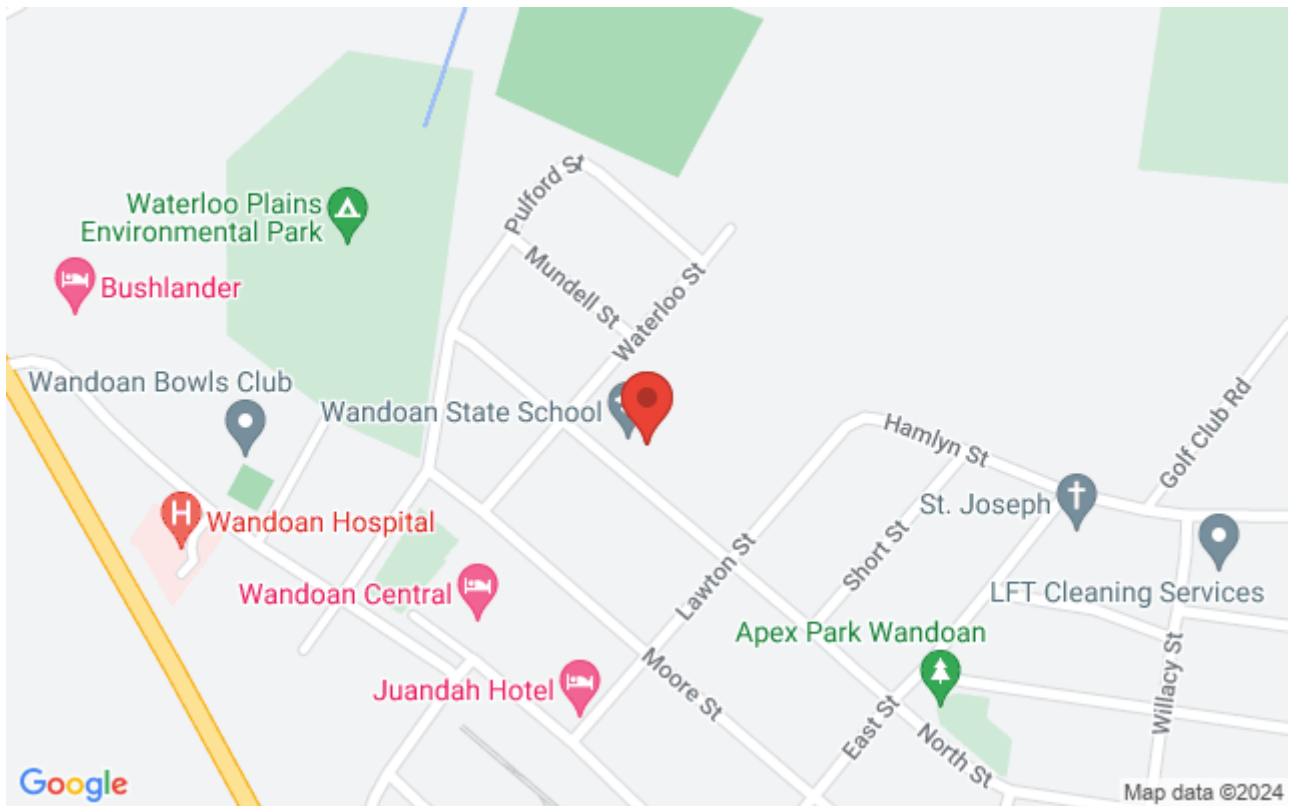 Pulford St
Waterloo Plains
Environmental Park
Mundell St
Waterloo St
Bushlander
Wandoan Bowls Club
Wandoan State School
Hamlyn St
Golf Club Rd
St. Joseph
H
Wandoan Hospital
Short St
Lawton St
Wandoan Central
LFT Cleaning Services
Apex Park Wandoan
Moore St
Juandah Hotel
Willacy St
East St
North St
Google
Map data ©2024